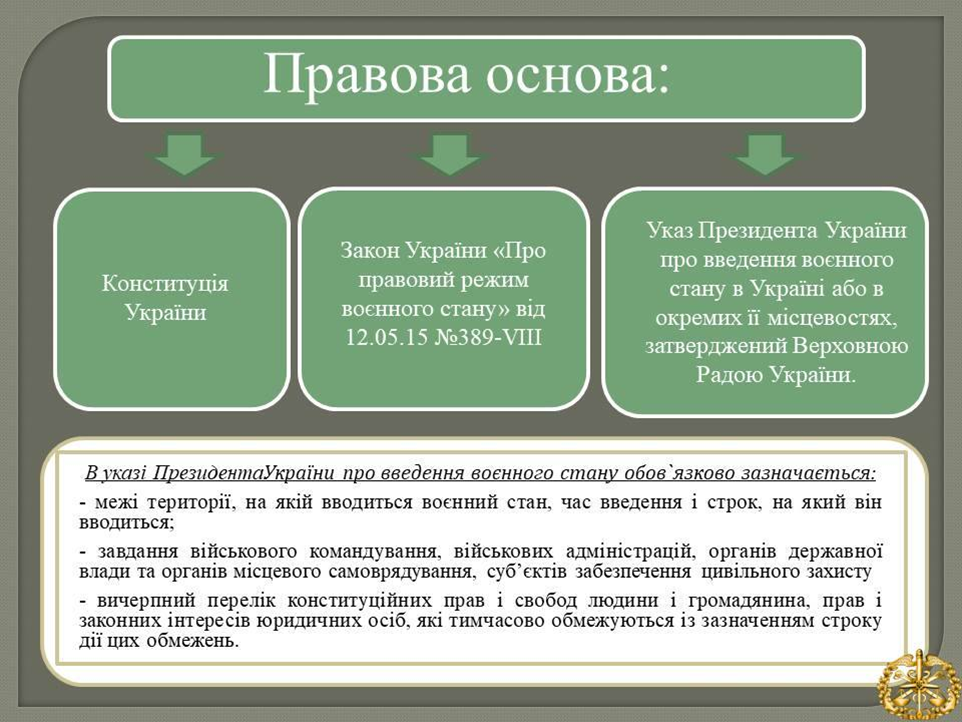 Правова основа:
Конституція
України
Закон України «Про
правовий режим
воєнного стану» від
12.05.15 №389-VIII
Указ Президента України
про введення воєнного
стану в Україні або в
окремих її місцевостях,
затверджений Верховною
Радою України.
В указі ПрезидентаУкраїни про введення воєнного стану обов`язково зазначається:
- межі території, на якій вводиться воєнний стан, час введення і строк, на який він
вводиться;
- завдання військового командування, військових адміністрацій, органів державної
влади та органів місцевого самоврядування, суб’єктів забезпечення цивільного захисту
- вичерпний перелік конституційних прав і свобод людини і громадянина, прав і
законних інтересів юридичних осіб, які тимчасово обмежуються із зазначенням строку
дії цих обмежень.